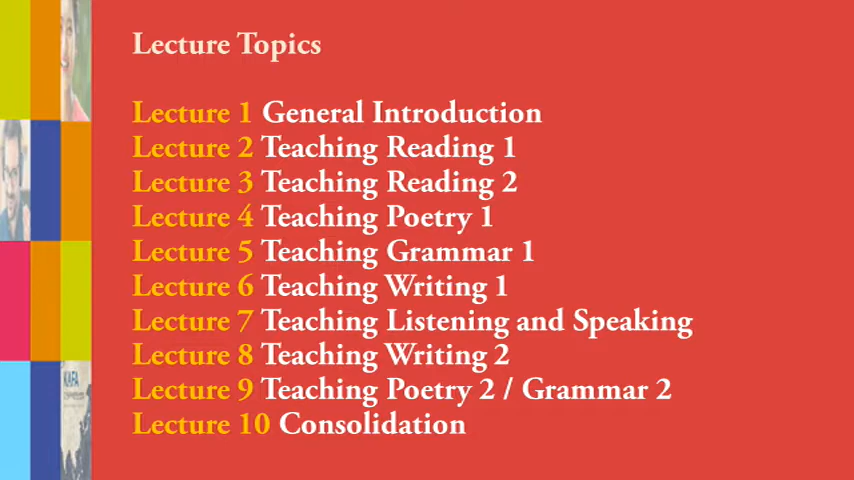 Lecture Topics
Lecture 1 General Introduction
Lecture 2 Teaching Reading 1
Lecture 3 Teaching Reading 2
Lecture 4 Teaching Poetry 1
Lecture 5 Teaching Grammar 1
Lecture 6 Teaching Writing 1
Lecture 7 Teaching Listening and Speaking
Lecture 8 Teaching Writing 2
Lecture 9 Teaching Poetry 2 / Grammar 2
Lecture 10 Consolidation